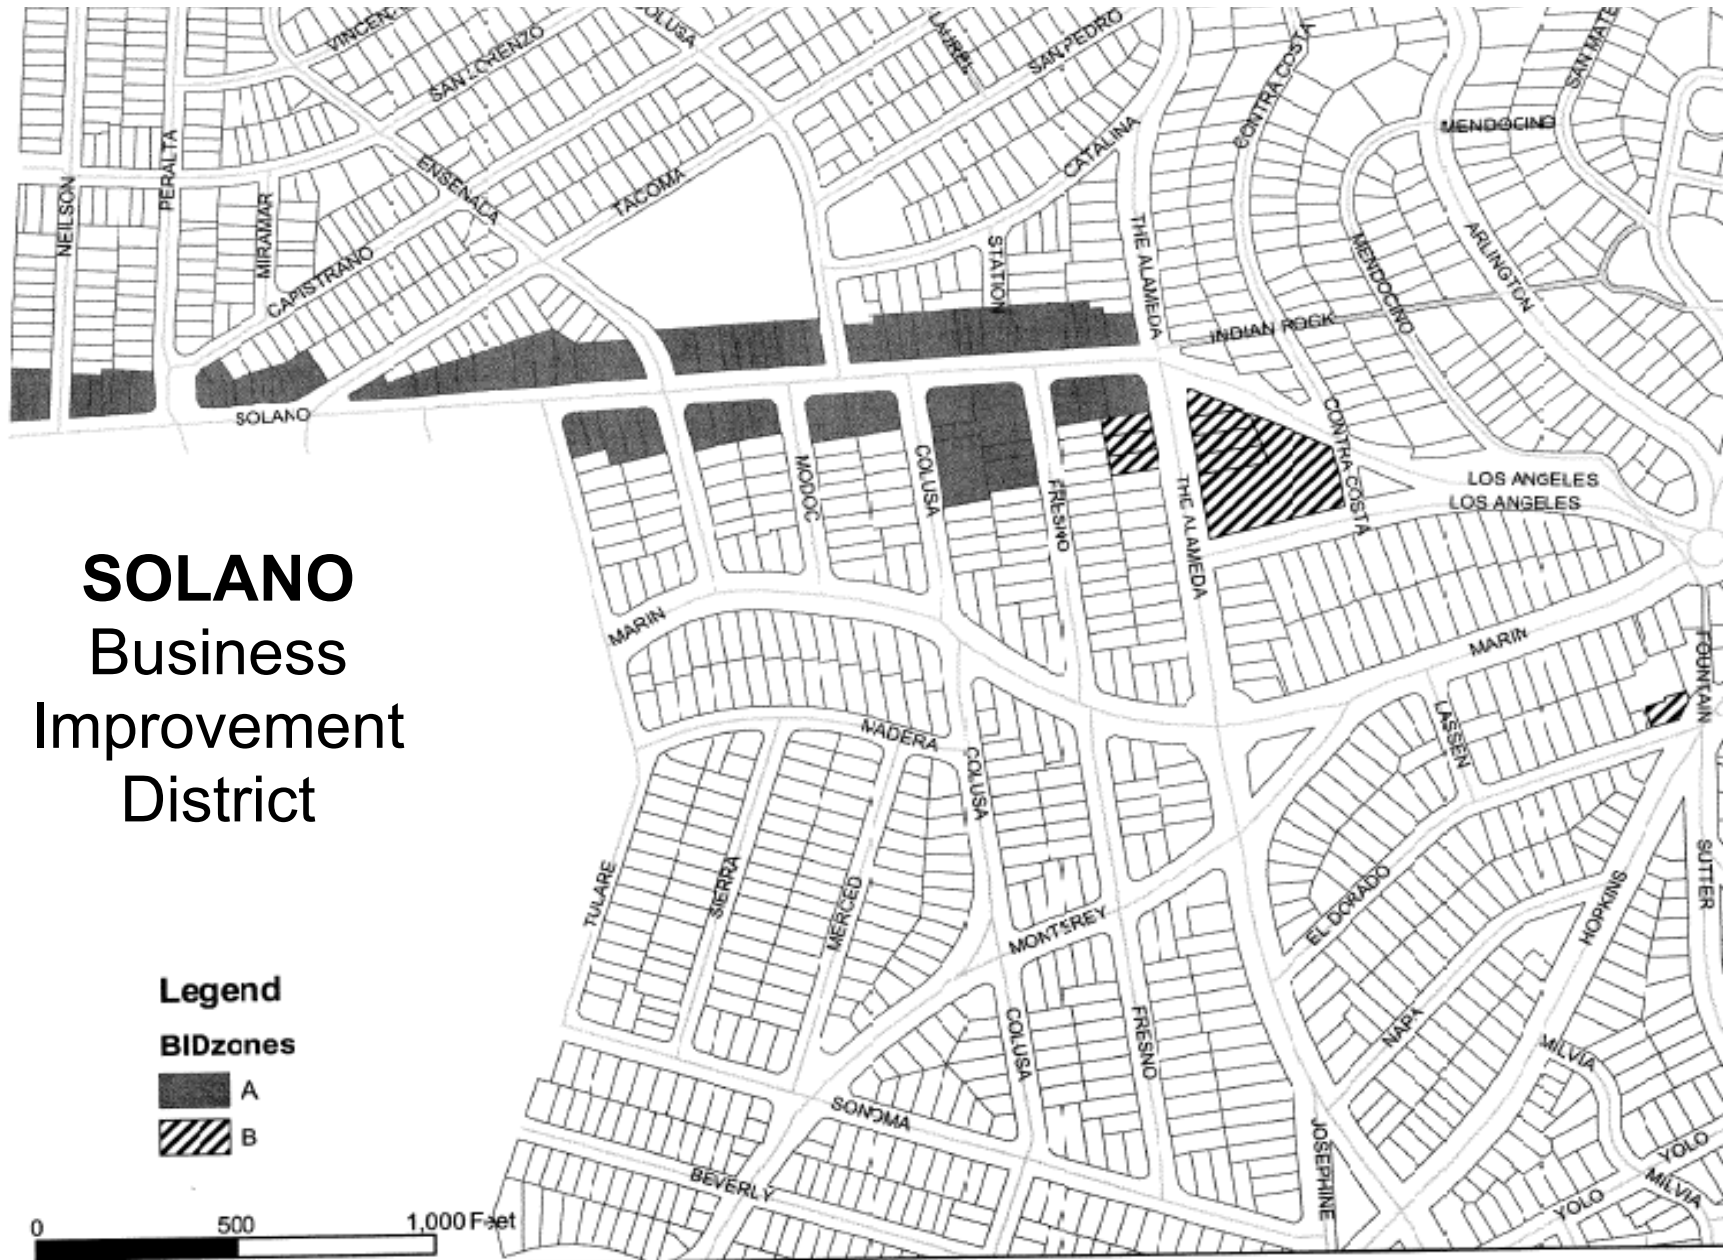 VINCEN
COLUSA
LAUREL
SAN PEDRO
SAN LORENZO
CONTRA COSTA
SAN MATE
MENDOCINO
CATALINA
PERALTA
ENSENADA
TACOMA
NEILSON
MIRAMAR
CAPISTRANO
STATION
THE ALAMEDA
MENDOCINO
ARLINGTON
INDIAN ROCK
SOLANO
CONTRA COSTA
MODOC
COLUSA
FRESNO
THE ALAMEDA
LOS ANGELES
LOS ANGELES
SOLANO
Business
Improvement
District
MARIN
MARIN
FOUNTAIN
MADERA
LASSEN
COLUSA
TULARE
SIERRA
MERCED
MONTEREY
EL DORADO
HOPKINS
SUTTER
COLUSA
FRESNO
NAPA
MILVIA
SONOMA
BEVERLY
JOSEPHINE
YOLO
YOLO
MILVIA
Legend
BIDzones
A
B
0 500 1,000 Feet